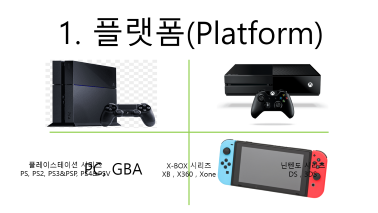 1. 플랫폼(Platform)
플레이스테이션 시리즈
PS, PS2, PS3&PSP, PS4&PSV
PC, GBA
X-BOX 시리즈
XB , X360 , Xone
닌텐도 시리즈
DS , 3DS